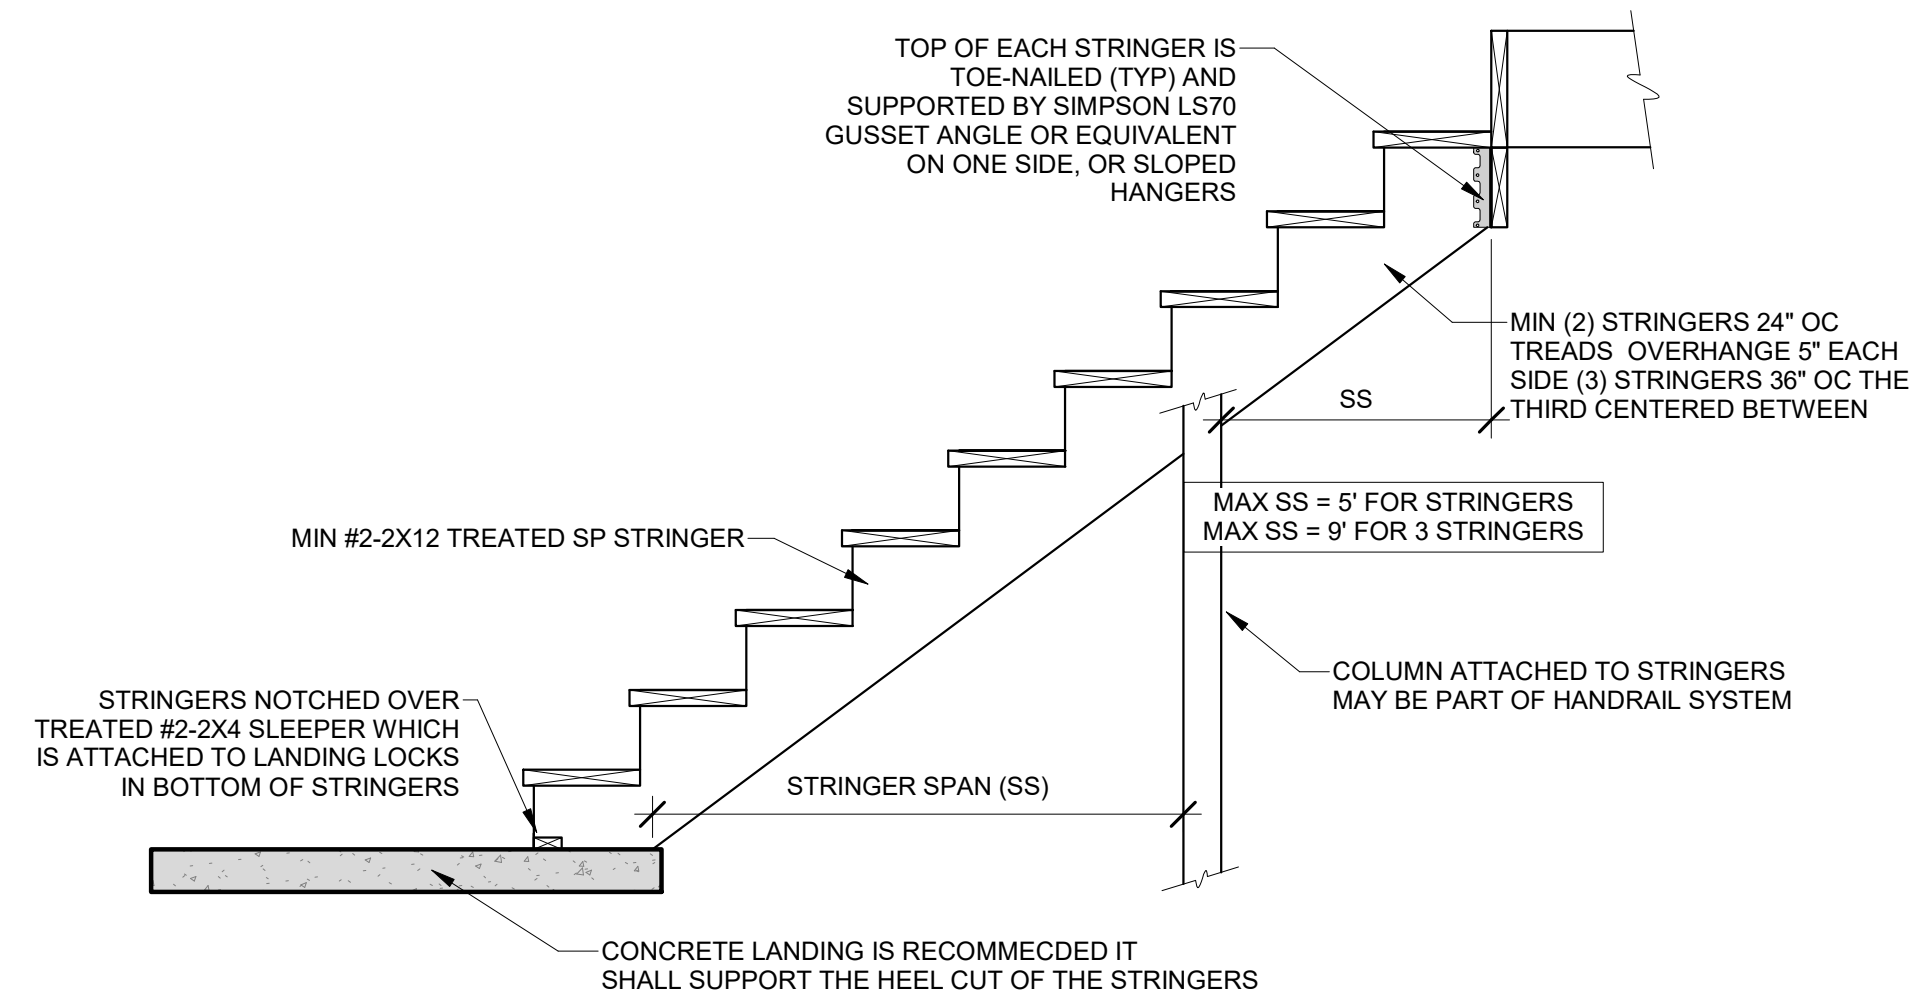 TOP OF EACH STRINGER IS
TOE-NAILED (TYP) AND
SUPPORTED BY SIMPSON LS70
GUSSET ANGLE OR EQUIVALENT
ON ONE SIDE, OR SLOPED
HANGERS
MIN (2) STRINGERS 24" OC
TREADS  OVERHANGE 5" EACH
SIDE (3) STRINGERS 36" OC THE
THIRD CENTERED BETWEEN
SS
MAX SS = 5' FOR STRINGERS
MAX SS = 9' FOR 3 STRINGERS
MIN #2-2X12 TREATED SP STRINGER
COLUMN ATTACHED TO STRINGERS
MAY BE PART OF HANDRAIL SYSTEM
STRINGERS NOTCHED OVER
TREATED #2-2X4 SLEEPER WHICH
IS ATTACHED TO LANDING LOCKS
IN BOTTOM OF STRINGERS
STRINGER SPAN (SS)
CONCRETE LANDING IS RECOMMECDED IT
SHALL SUPPORT THE HEEL CUT OF THE STRINGERS